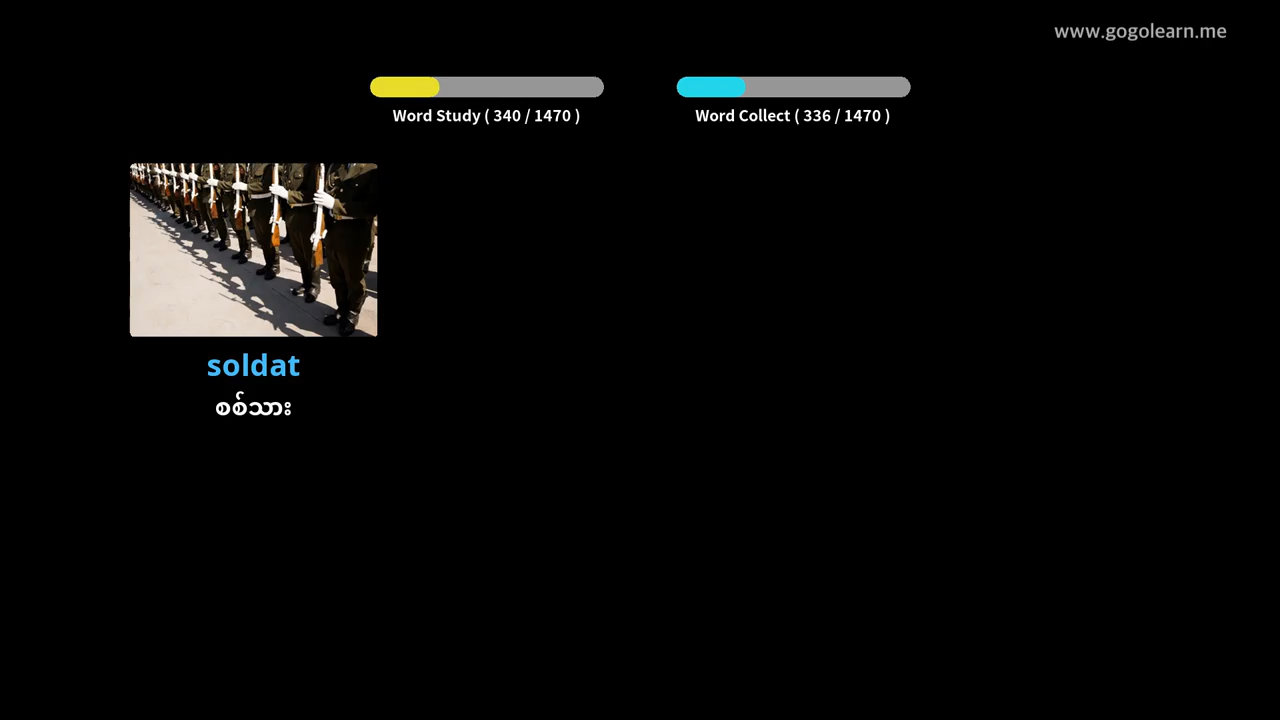 www.gogolearn.me
Word Study ( 340 / 1470 )
Word Collect ( 336 / 1470 )
soldat
စစ်သား